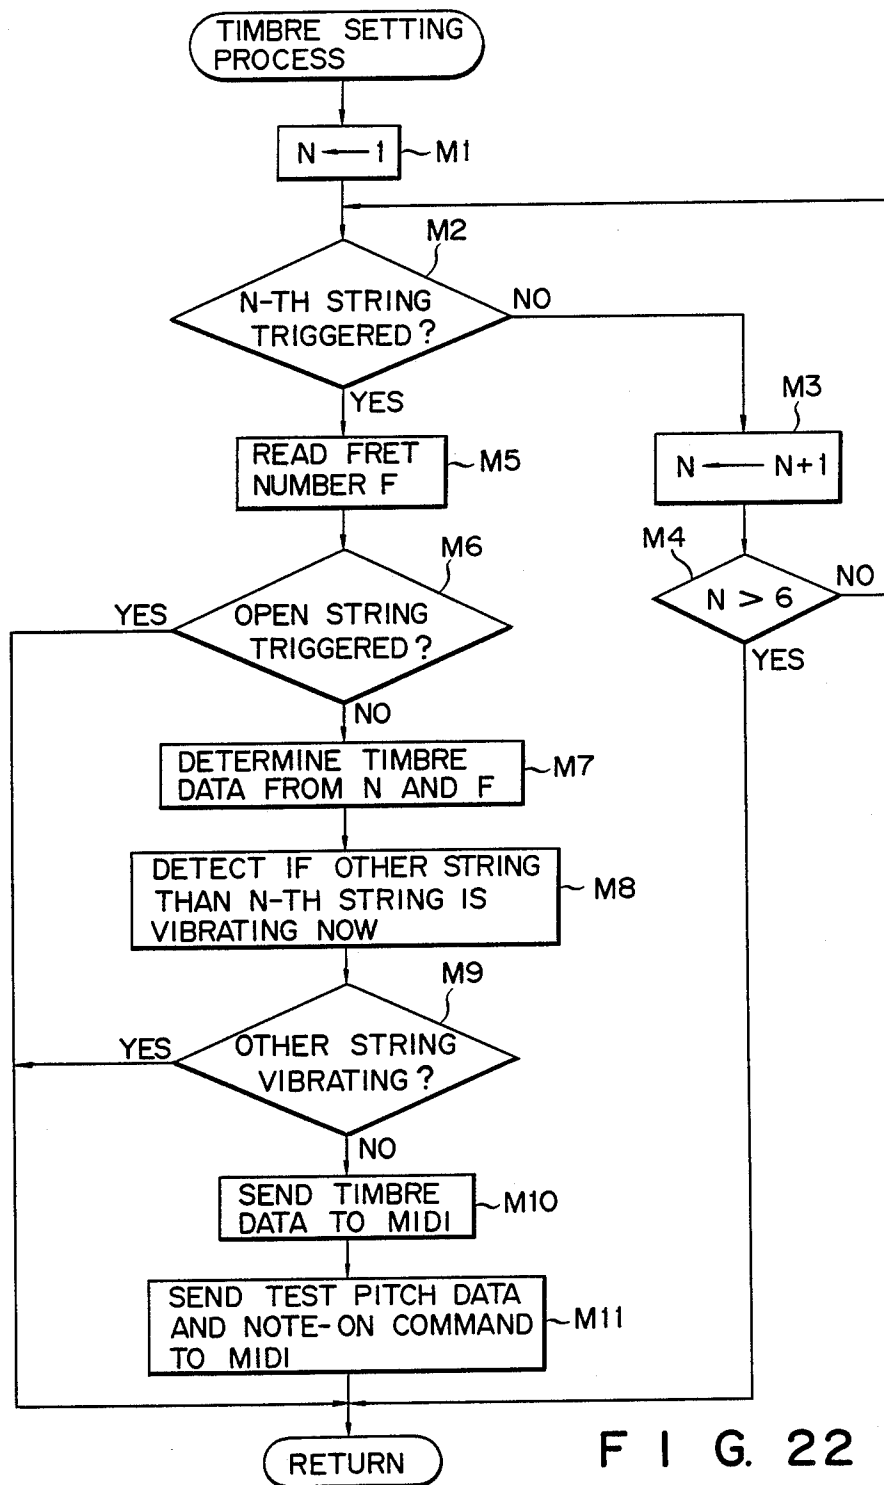 TIMBRE SETTING
PROCESS
N ← 1
M1
M2
N-TH STRING
TRIGGERED?
NO
YES
M3
N ← N+1
READ FRET
NUMBER F
M5
M4
N > 6
NO
YES
M6
OPEN STRING
TRIGGERED?
YES
NO
DETERMINE TIMBRE
DATA FROM N AND F
M7
DETECT IF OTHER STRING
THAN N-TH STRING IS
VIBRATING NOW
M8
M9
OTHER STRING
VIBRATING?
YES
NO
SEND TIMBRE
DATA TO MIDI
M10
SEND TEST PITCH DATA
AND NOTE-ON COMMAND
TO MIDI
M11
RETURN
FIG. 22